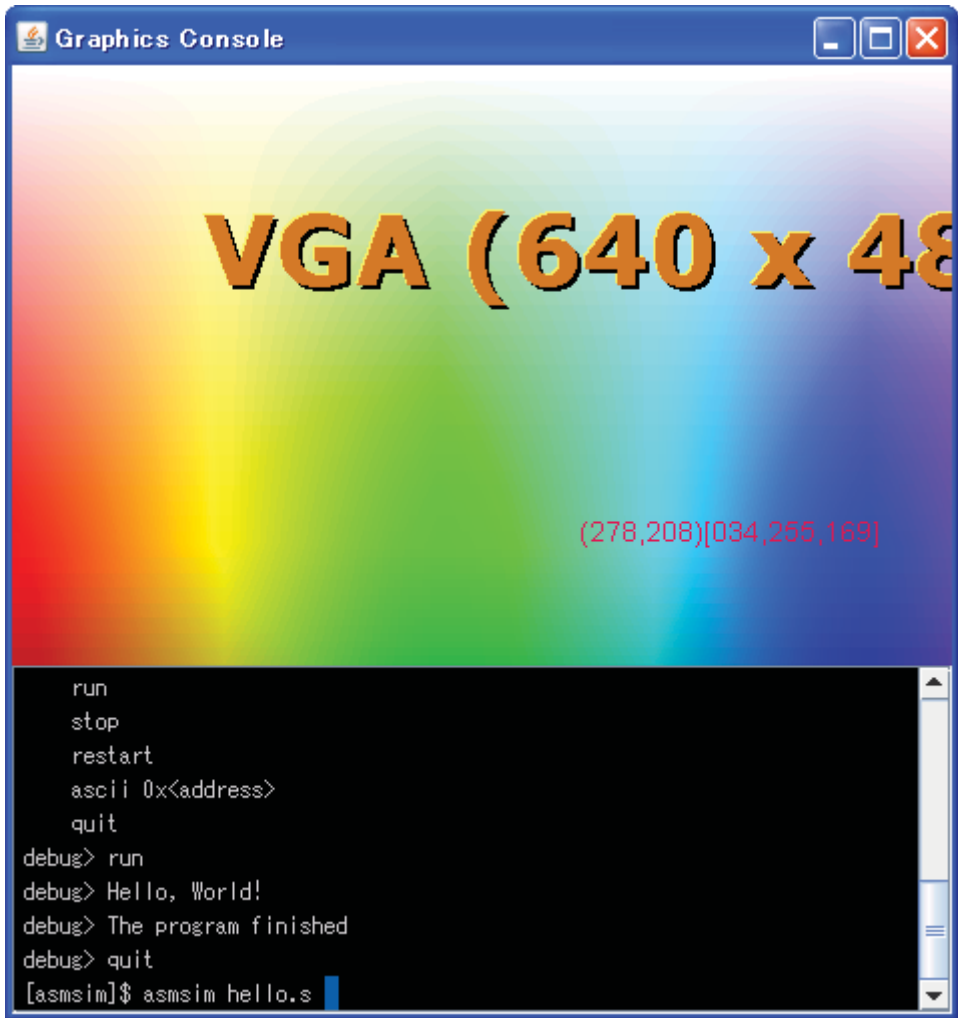 Graphics Console
VGA (640 x 48
(278,208)[034,255,169]
run
stop
restart
ascii 0x<address>
quit
debug> run
debug> Hello, World!
debug> The program finished
debug> quit
[asmsim]$ asmsim hello.s